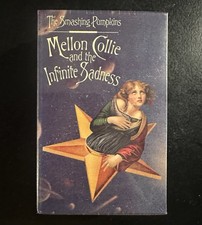 The Smashing Pumpkins
Mellon Collie
and the
Infinite Sadness